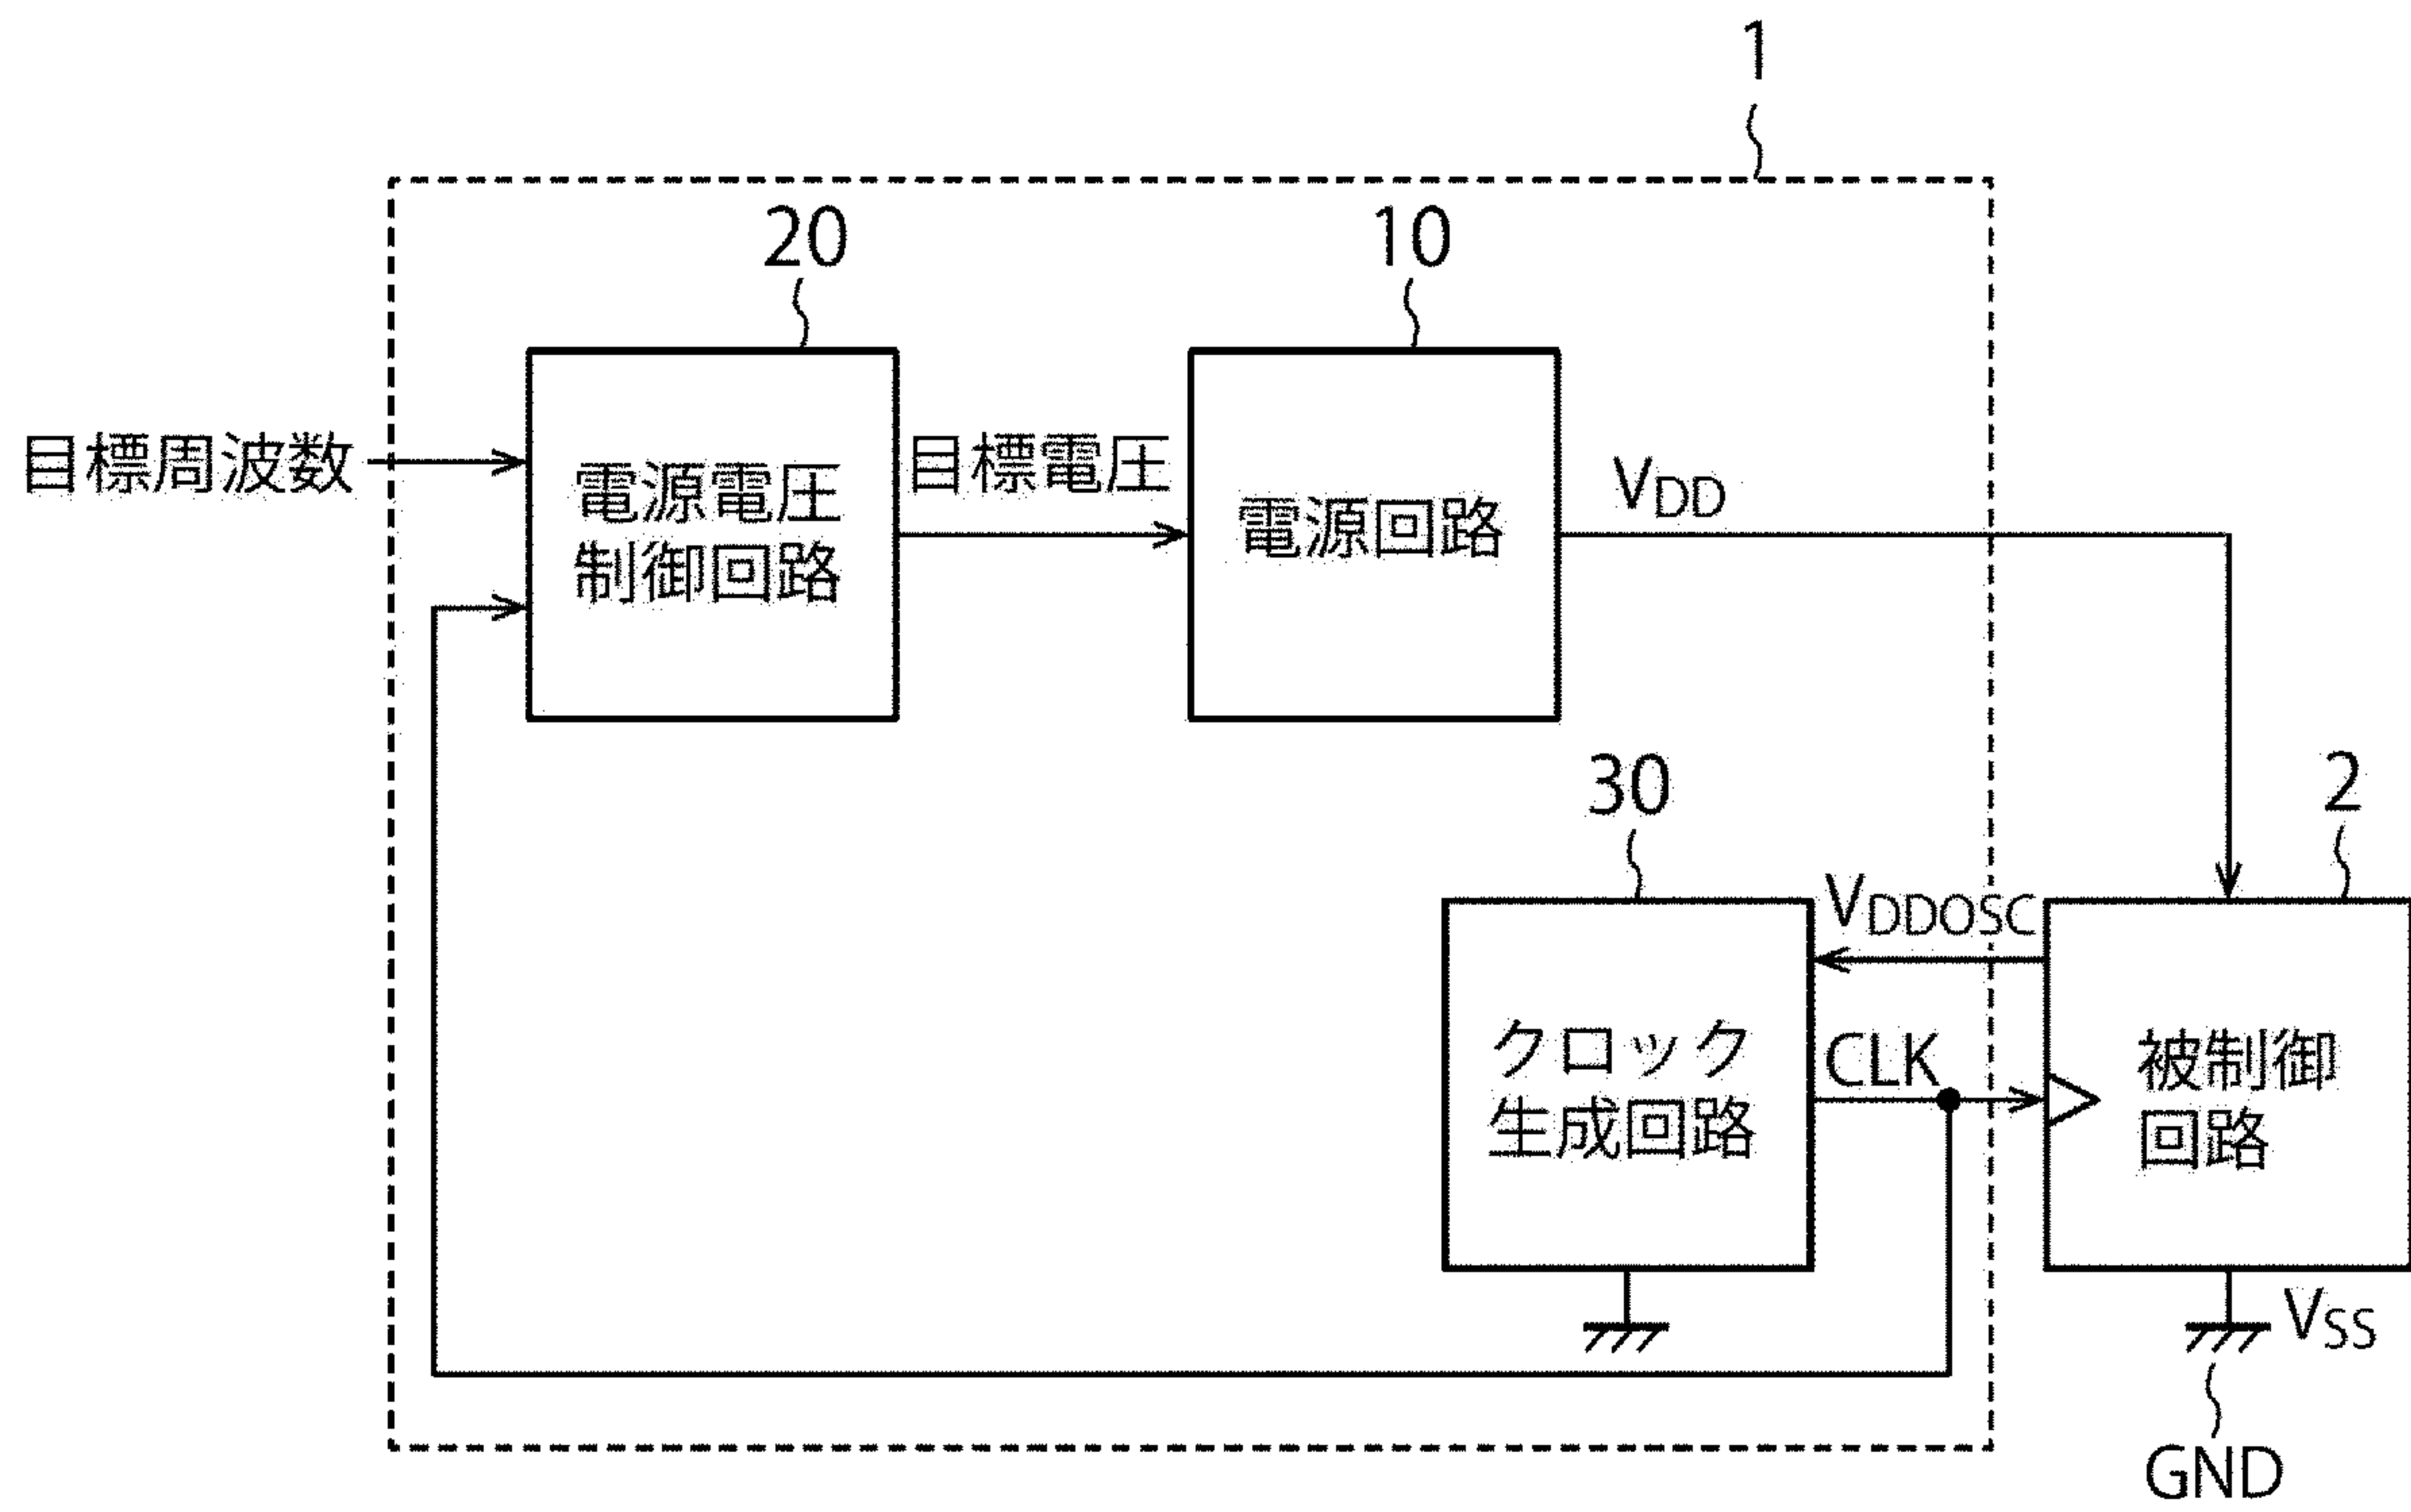 1
20
10
目標周波数
電源電圧
制御回路
目標電圧
電源回路
VDD
30
2
VDDOSC
クロック
生成回路
CLK
被制御
回路
VSS
GND